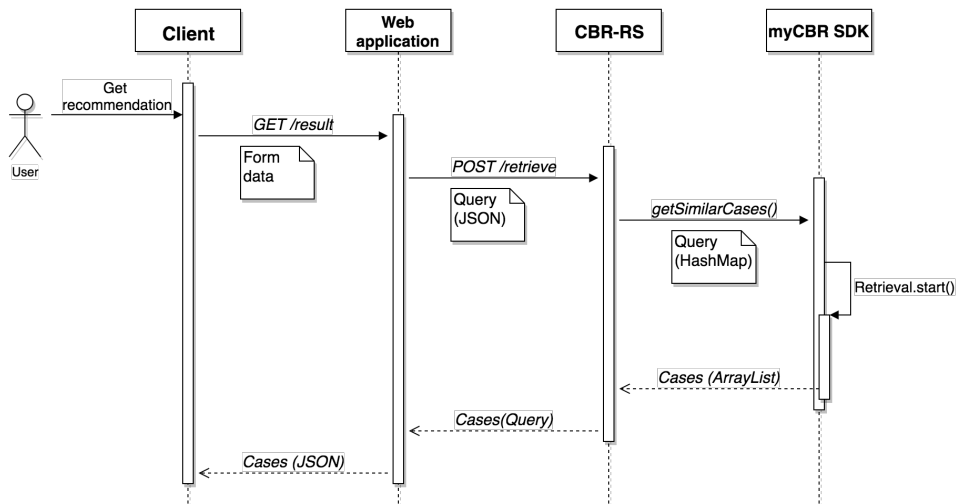 Client
Web
application
CBR-RS
myCBR SDK
Get
recommendation
User
GET /result
Form
data
POST /retrieve
Query
(JSON)
getSimilarCases()
Query
(HashMap)
Retrieval.start()
Cases (ArrayList)
Cases(Query)
Cases (JSON)